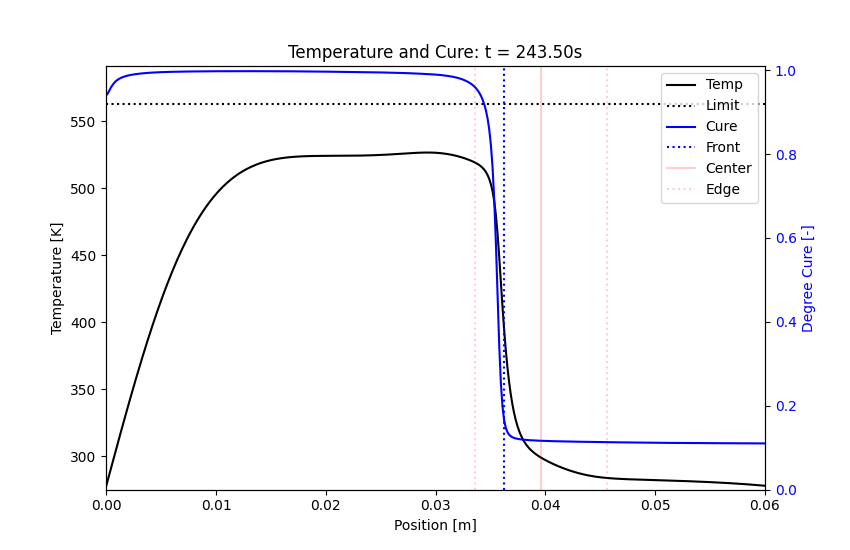 Temperature and Cure: t = 243.50s
Temperature [K]
550
500
450
400
350
300
Temp
Limit
Cure
Front
Center
Edge
1.0
0.8
0.6
0.4
0.2
0.0
Degree Cure [-]
0.00 0.01 0.02 0.03 0.04 0.05 0.06
Position [m]